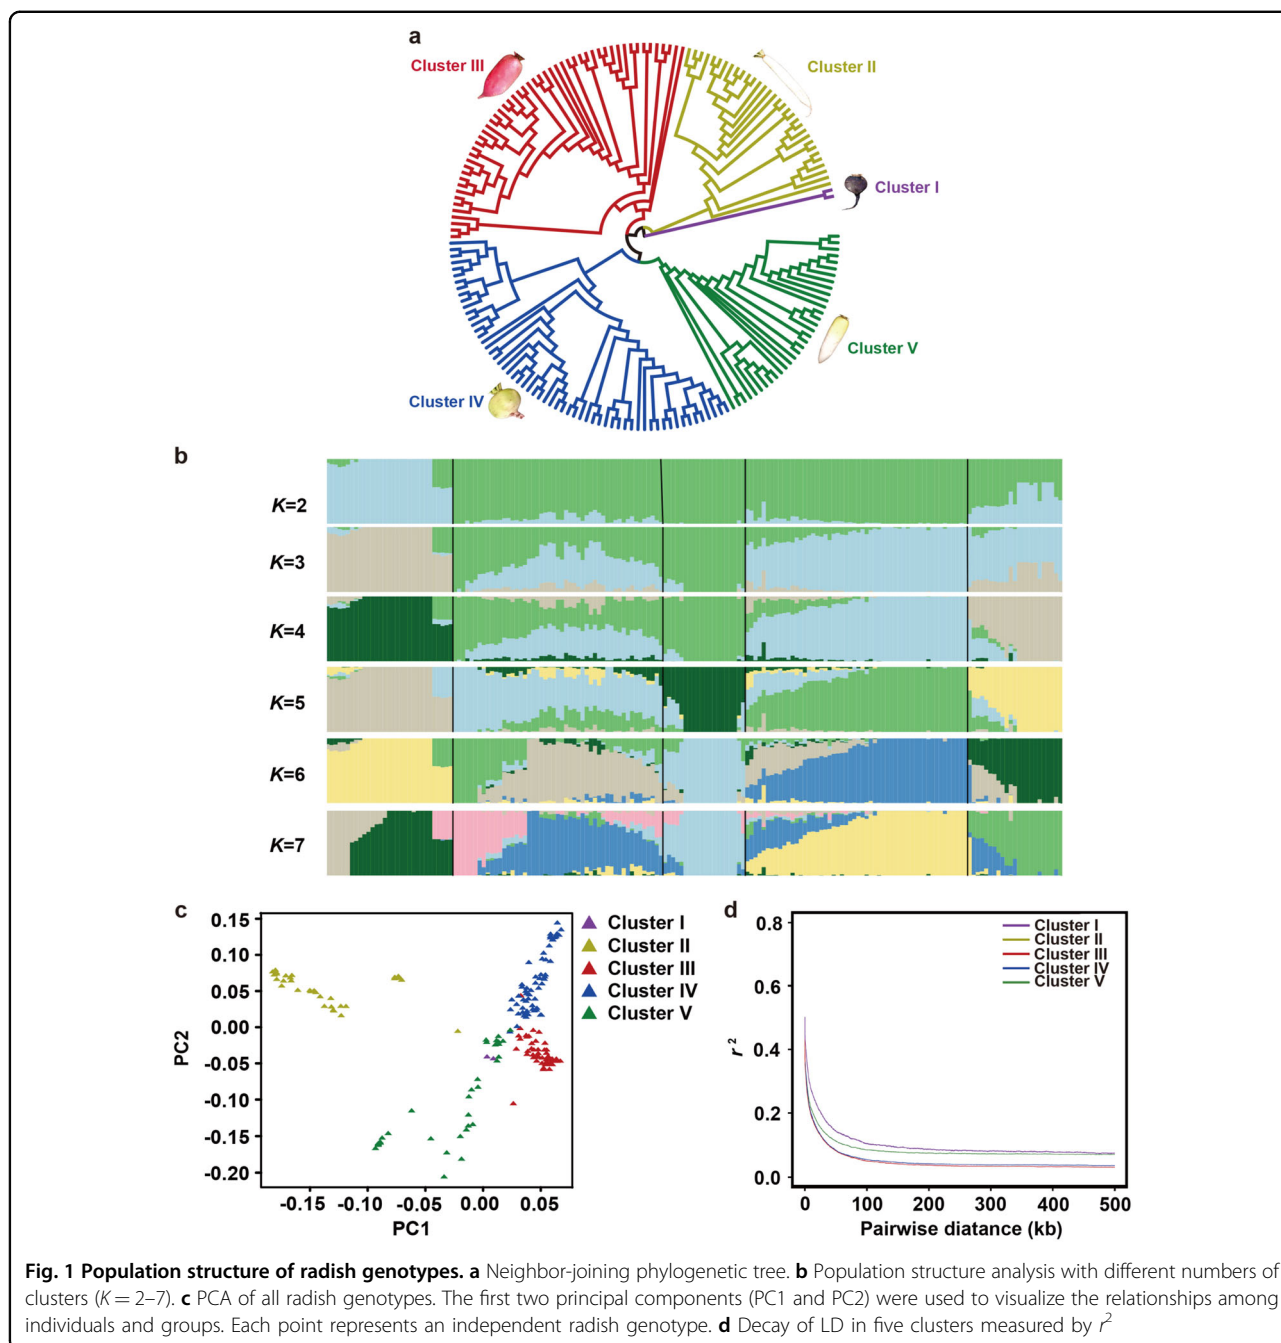 a
Cluster III
Cluster II
Cluster I
Cluster V
Cluster IV
b
K=2
K=3
K=4
K=5
K=6
K=7
c
0.15
0.10
0.05
0.00
-0.05
-0.10
-0.15
-0.20
PC2
-0.15 -0.10 -0.05 0.00 0.05
PC1
Cluster I
Cluster II
Cluster III
Cluster IV
Cluster V
d
0.8
0.6
0.4
0.2
0.0
r²
0 100 200 300 400 500
Pairwise diatance (kb)
Cluster I
Cluster II
Cluster III
Cluster IV
Cluster V
Fig. 1 Population structure of radish genotypes. a Neighbor-joining phylogenetic tree. b Population structure analysis with different numbers of
clusters (K = 2–7). c PCA of all radish genotypes. The first two principal components (PC1 and PC2) were used to visualize the relationships among
individuals and groups. Each point represents an independent radish genotype. d Decay of LD in five clusters measured by r²